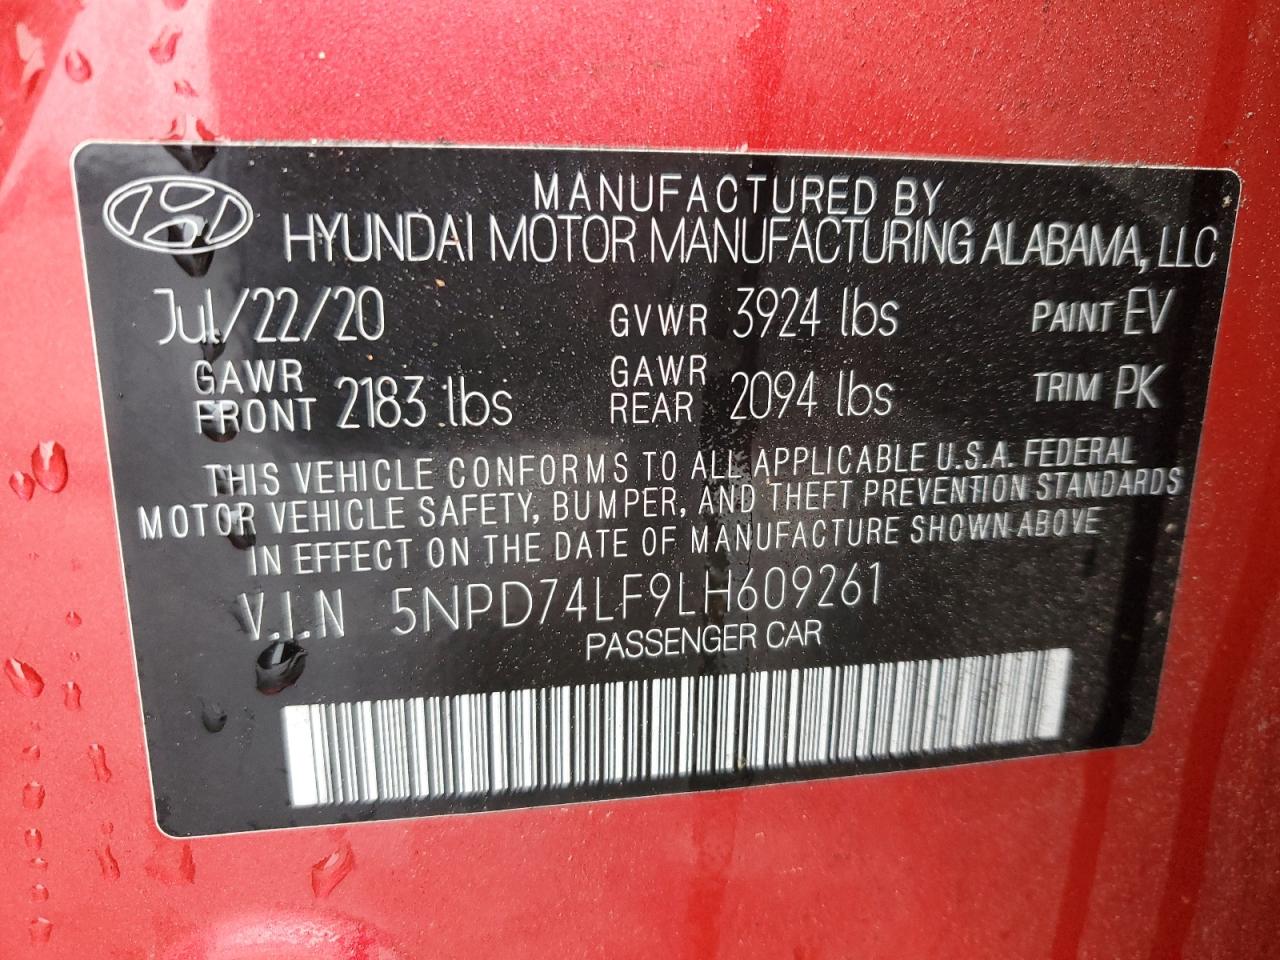 MANUFACTURED BY
HYUNDAI MOTOR MANUFACTURING ALABAMA, LLC
Jul/22/20 GVWR 3924 lbs PAINT EV
GAWR FRONT 2183 lbs GAWR REAR 2094 lbs TRIM PK
THIS VEHICLE CONFORMS TO ALL APPLICABLE U.S.A. FEDERAL
MOTOR VEHICLE SAFETY, BUMPER, AND THEFT PREVENTION STANDARDS
IN EFFECT ON THE DATE OF MANUFACTURE SHOWN ABOVE
V.I.N 5NPD74LF9LH609261
PASSENGER CAR